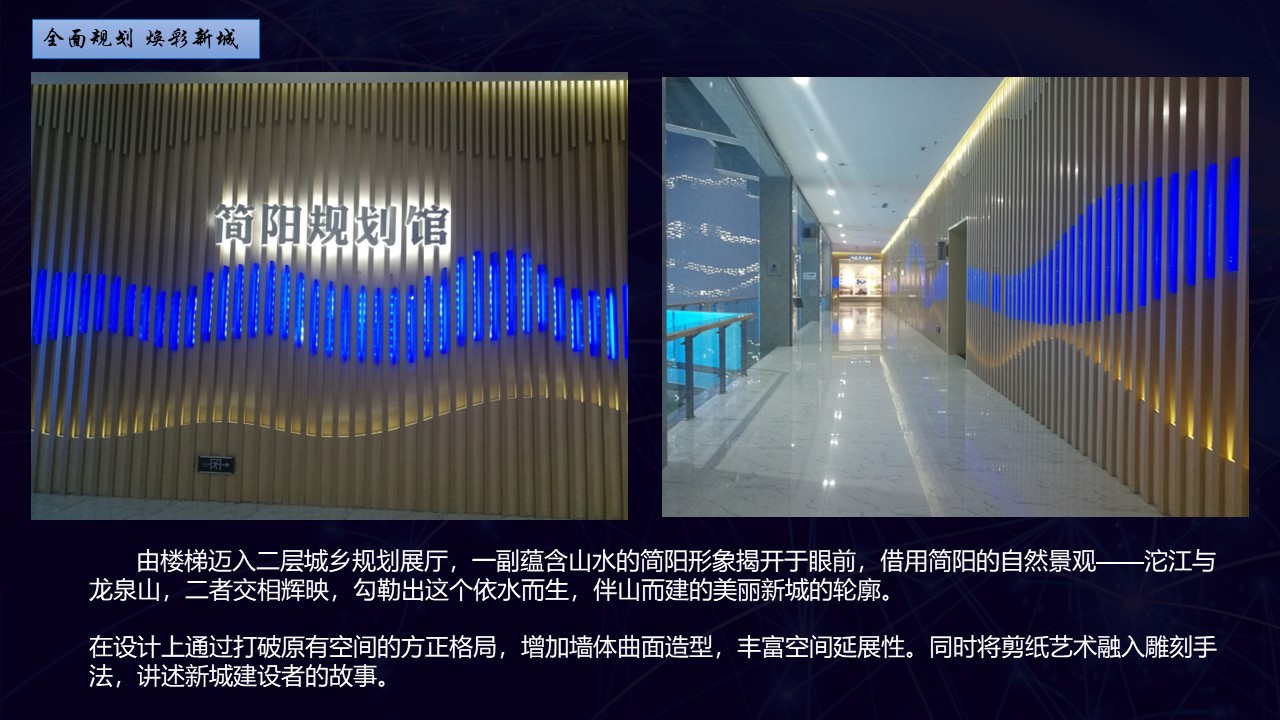 全面规划 焕彩新城
简阳规划馆
由楼梯迈入二层城乡规划展厅，一副蕴含山水的简阳形象揭开于眼前，借用简阳的自然景观——沱江与
龙泉山，二者交相辉映，勾勒出这个依水而生，伴山而建的美丽新城的轮廓。
在设计上通过打破原有空间的方正格局，增加墙体曲面造型，丰富空间延展性。同时将剪纸艺术融入雕刻手
法，讲述新城建设者的故事。